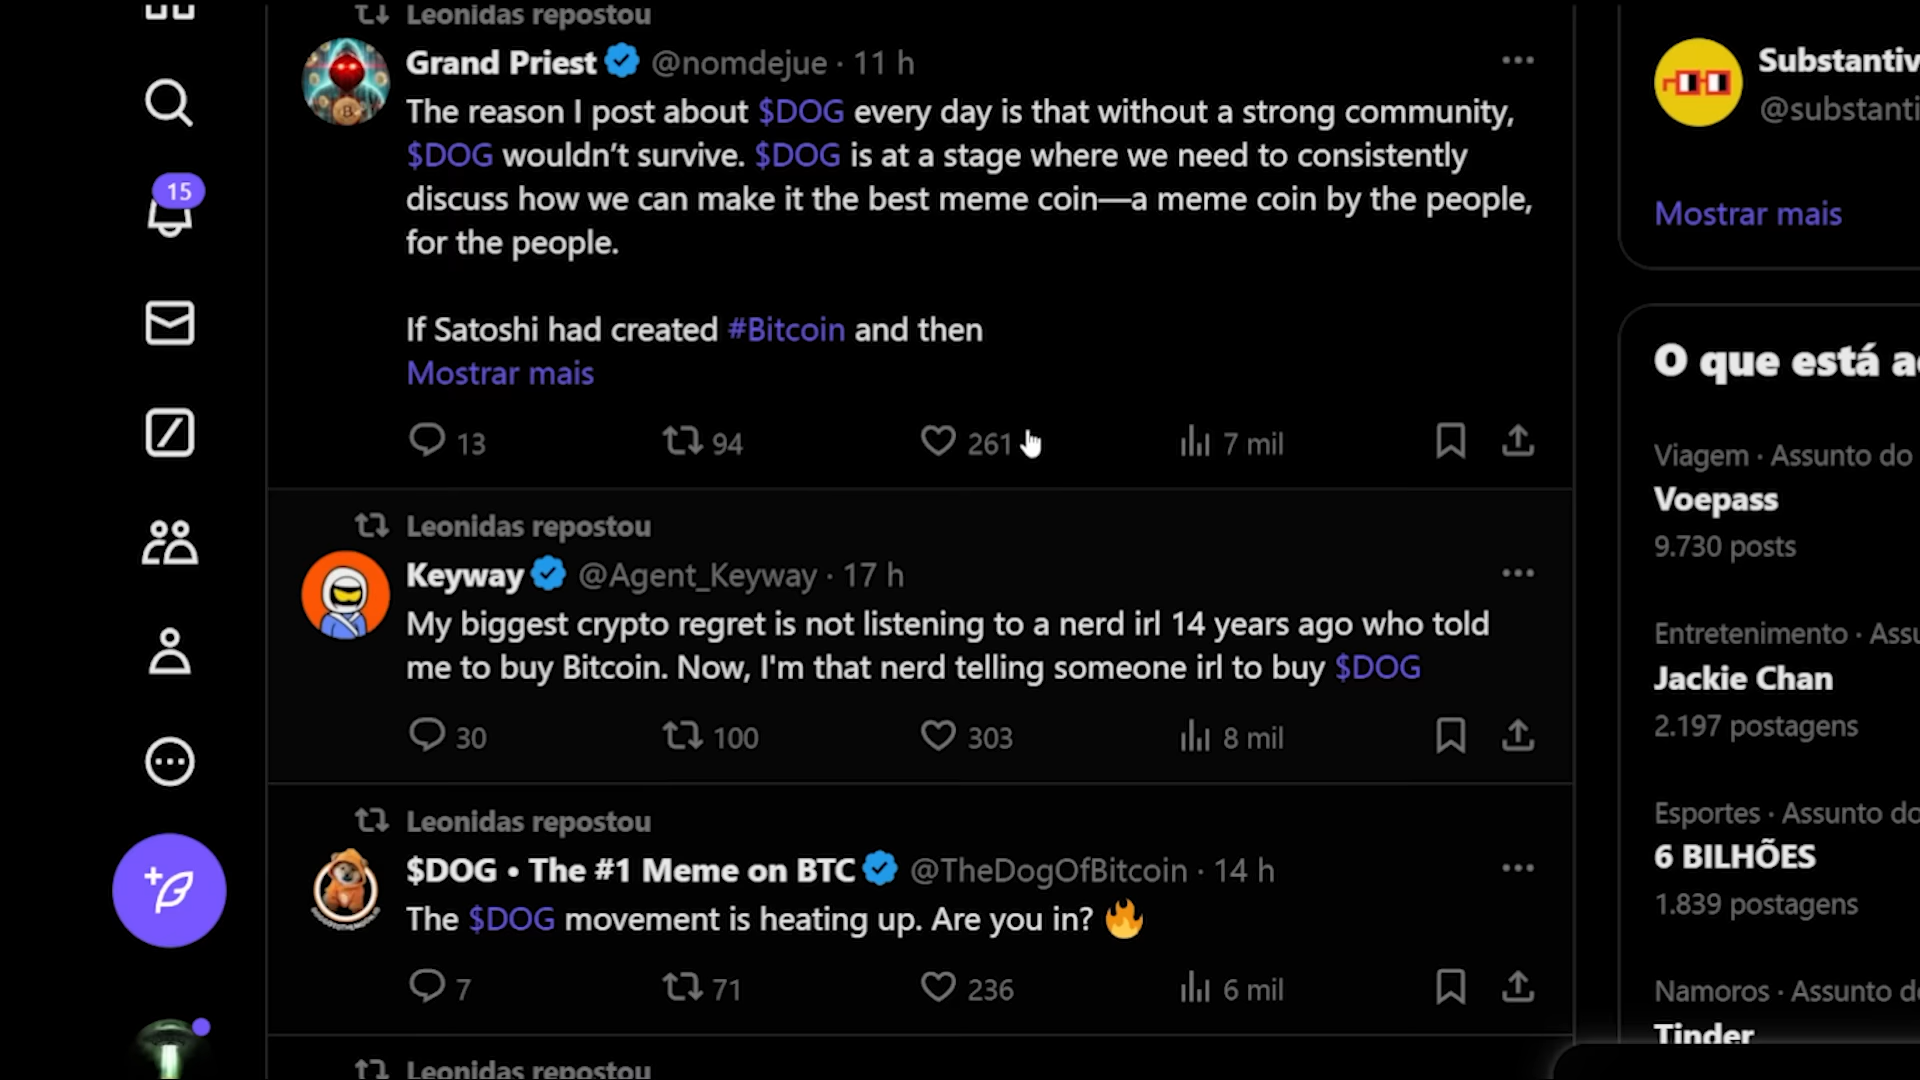 Leonidas repostou
Grand Priest @nomdejue · 11 h
The reason I post about $DOG every day is that without a strong community,
$DOG wouldn't survive. $DOG is at a stage where we need to consistently
discuss how we can make it the best meme coin—a meme coin by the people,
for the people.
If Satoshi had created #Bitcoin and then
Mostrar mais
13 94 261 7 mil
Leonidas repostou
Keyway @Agent_Keyway · 17 h
My biggest crypto regret is not listening to a nerd irl 14 years ago who told
me to buy Bitcoin. Now, I'm that nerd telling someone irl to buy $DOG
30 100 303 8 mil
Leonidas repostou
$DOG • The #1 Meme on BTC @TheDogOfBitcoin · 14 h
The $DOG movement is heating up. Are you in? 🔥
7 71 236 6 mil
Leonidas repostou
15
Substantiv
@substanti
Mostrar mais
O que está a
Viagem · Assunto do
Voepass
9.730 posts
Entretenimento · Assu
Jackie Chan
2.197 postagens
Esportes · Assunto do
6 BILHÕES
1.839 postagens
Namoros · Assunto d
Tinder